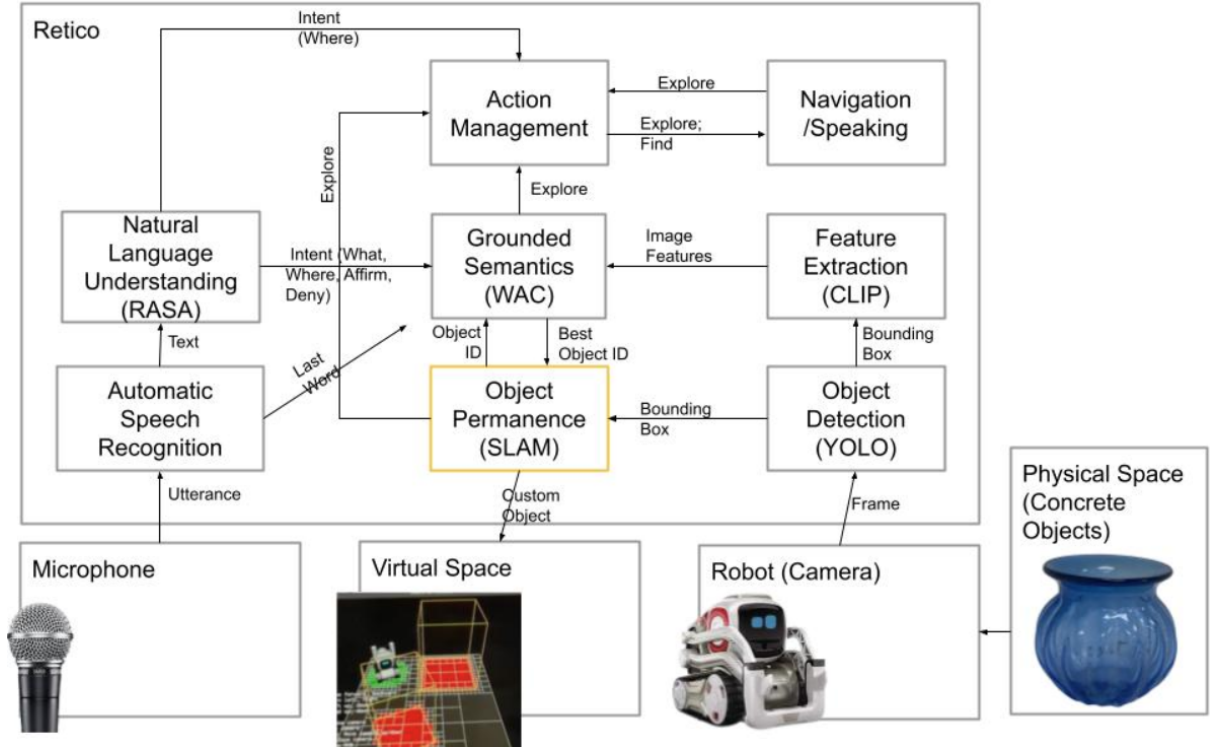 Retico
Intent
(Where)
Action
Management
Explore
Explore;
Find
Navigation
/Speaking
Explore
Explore
Natural
Language
Understanding
(RASA)
Intent (What,
Where, Affirm,
Deny)
Grounded
Semantics
(WAC)
Image
Features
Feature
Extraction
(CLIP)
Text
Last
Word
Object
ID
Best
Object ID
Bounding
Box
Automatic
Speech
Recognition
Object
Permanence
(SLAM)
Bounding
Box
Object
Detection
(YOLO)
Utterance
Custom
Object
Frame
Physical Space
(Concrete
Objects)
Microphone
Virtual Space
Robot (Camera)